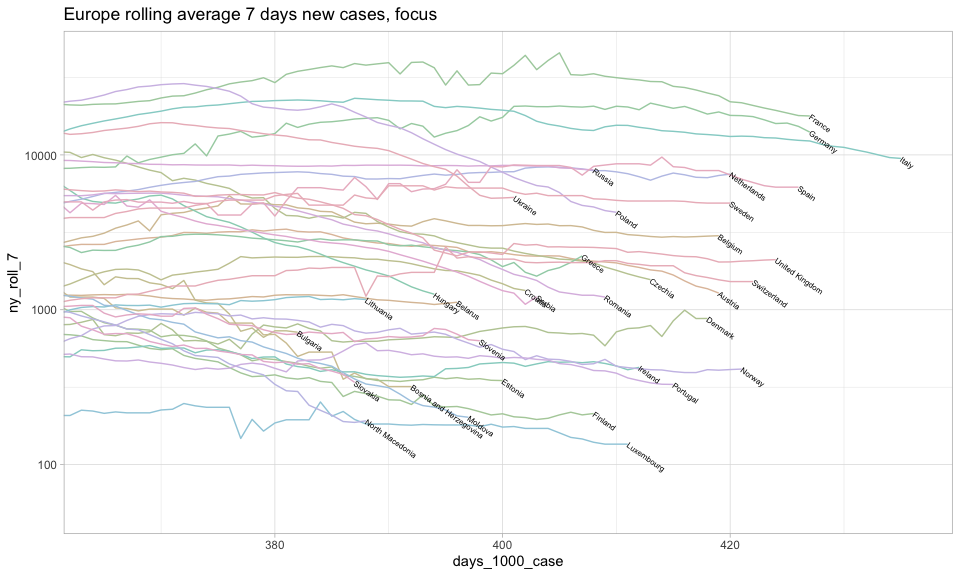 Europe rolling average 7 days new cases, focus
ny_roll_7
10000
1000
100
France
Germany
Italy
Russia
Netherlands
Spain
Ukraine
Poland
Sweden
Belgium
Greece
United Kingdom
Czechia
Switzerland
Hungary
Belarus
Croatia
Serbia
Romania
Austria
Lithuania
Denmark
Bulgaria
Slovenia
Ireland
Norway
Slovakia
Estonia
Portugal
Bosnia and Herzegovina
Moldova
Finland
North Macedonia
Luxembourg
380
400
420
days_1000_case